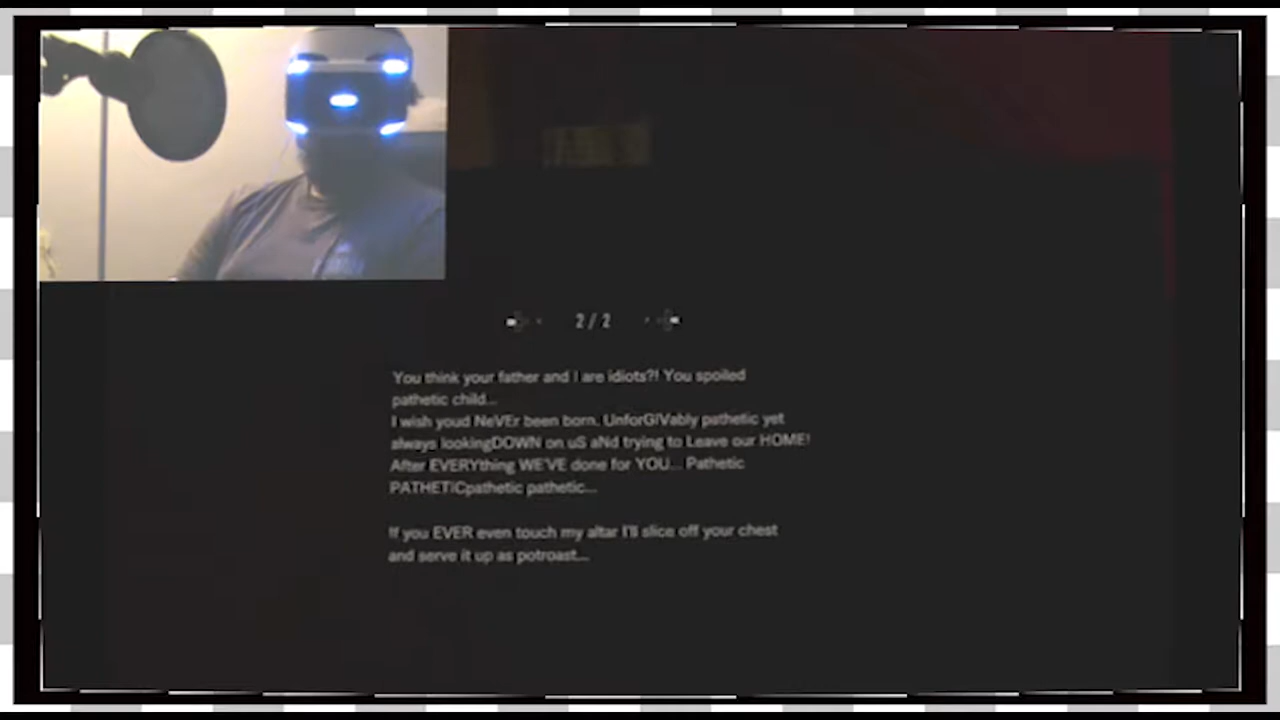 2 / 2
You think your father and I are idiots?! You spoiled
pathetic child...
I wish youd NeVEr been born. UnforGIVably pathetic yet
always lookingDOWN on uS aNd trying to Leave our HOME!
After EVERYthing WE'VE done for YOU... Pathetic
PATHETiCpathetic pathetic...
If you EVER even touch my altar I'll slice off your chest
and serve it up as potroast...